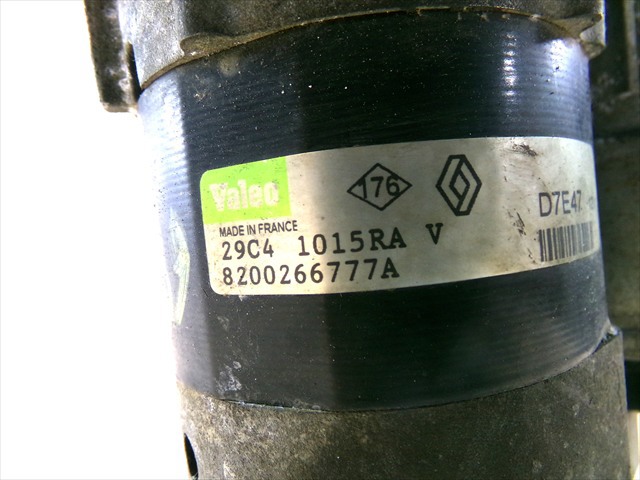 Valeo
176
D7E47
MADE IN FRANCE
29C4 1015RA V
8200266777A